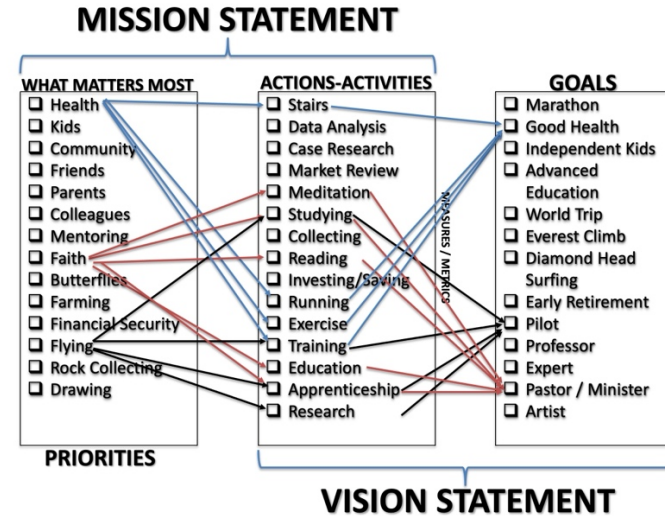 MISSION STATEMENT
WHAT MATTERS MOST
Health
Kids
Community
Friends
Parents
Colleagues
Mentoring
Faith
Butterflies
Farming
Financial Security
Flying
Rock Collecting
Drawing
PRIORITIES
ACTIONS-ACTIVITIES
Stairs
Data Analysis
Case Research
Market Review
Meditation
Studying
Collecting
Reading
Investing/Saving
Running
Exercise
Training
Education
Apprenticeship
Research
MEASURES / METRICS
GOALS
Marathon
Good Health
Independent Kids
Advanced
Education
World Trip
Everest Climb
Diamond Head
Surfing
Early Retirement
Pilot
Professor
Expert
Pastor / Minister
Artist
VISION STATEMENT